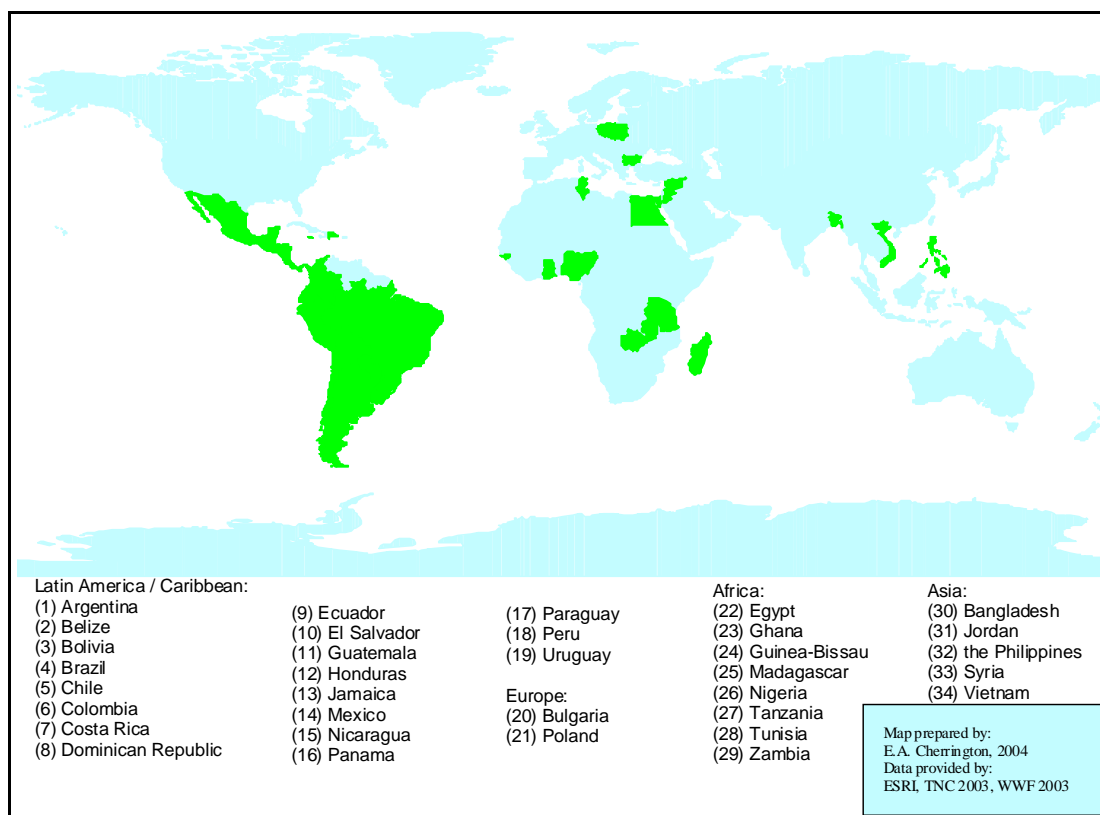 Latin America / Caribbean:
(1) Argentina
(2) Belize
(3) Bolivia
(4) Brazil
(5) Chile
(6) Colombia
(7) Costa Rica
(8) Dominican Republic
(9) Ecuador
(10) El Salvador
(11) Guatemala
(12) Honduras
(13) Jamaica
(14) Mexico
(15) Nicaragua
(16) Panama
(17) Paraguay
(18) Peru
(19) Uruguay
Europe:
(20) Bulgaria
(21) Poland
Africa:
(22) Egypt
(23) Ghana
(24) Guinea-Bissau
(25) Madagascar
(26) Nigeria
(27) Tanzania
(28) Tunisia
(29) Zambia
Asia:
(30) Bangladesh
(31) Jordan
(32) the Philippines
(33) Syria
(34) Vietnam
Map prepared by:
E.A. Cherrington, 2004
Data provided by:
ESRI, TNC 2003, WWF 2003